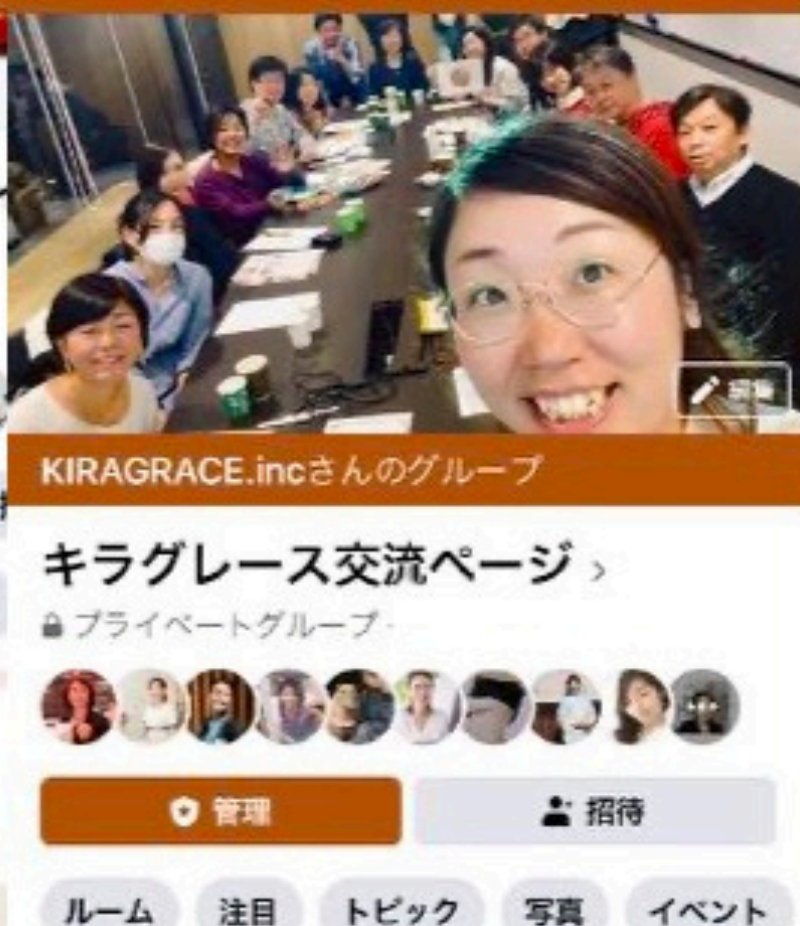 編集
KIRAGRACE.incさんのグループ
キラグレース交流ページ
プライベートグループ
管理
招待
ルーム 注目 トピック 写真 イベント